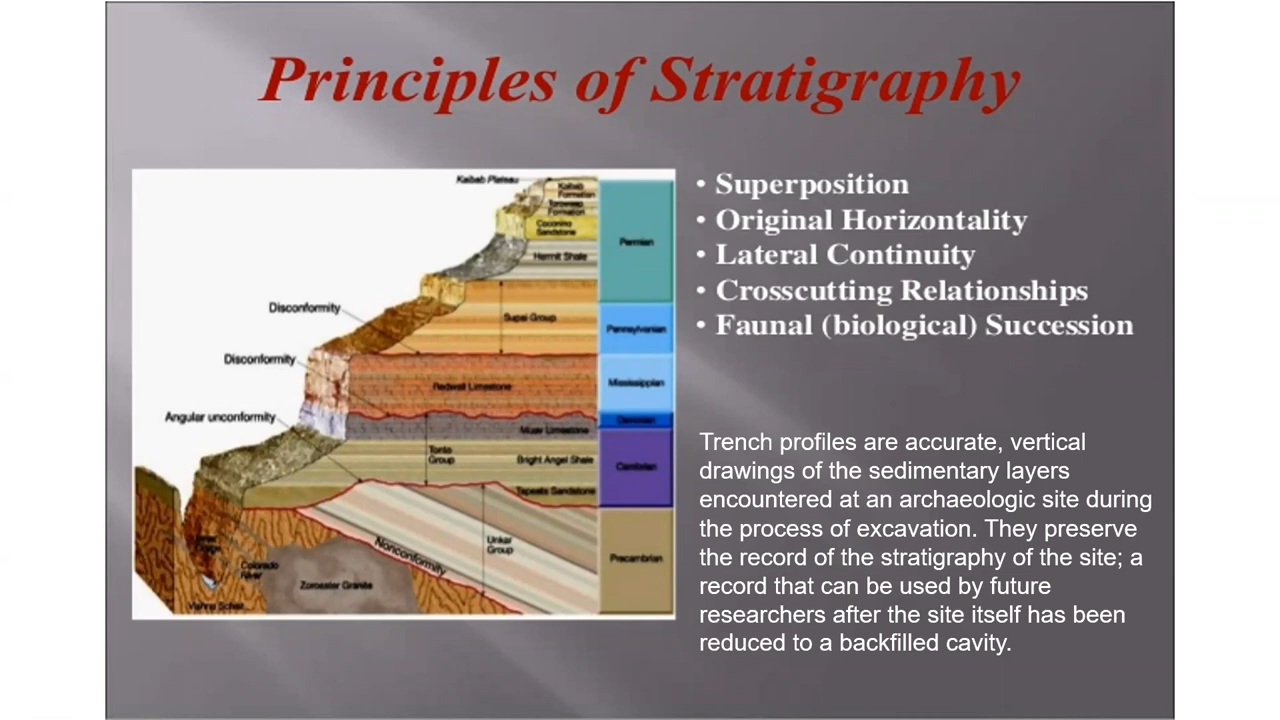 Principles of Stratigraphy
Kaibab Plateau
Kaibab
Formation
Toroweap
Formation
Coconino
Sandstone
Hermit Shale
Permian
Disconformity
Supai Group
Pennsylvanian
Disconformity
Redwall Limestone
Mississippian
Angular unconformity
Devonian
Muav Limestone
Tonto
Group
Bright Angel Shale
Cambrian
Tapeats Sandstone
Nonconformity
Unkar
Group
Precambrian
Colorado
River
Zoroaster Granite
Vishnu Schist
• Superposition
• Original Horizontality
• Lateral Continuity
• Crosscutting Relationships
• Faunal (biological) Succession
Trench profiles are accurate, vertical
drawings of the sedimentary layers
encountered at an archaeologic site during
the process of excavation. They preserve
the record of the stratigraphy of the site; a
record that can be used by future
researchers after the site itself has been
reduced to a backfilled cavity.